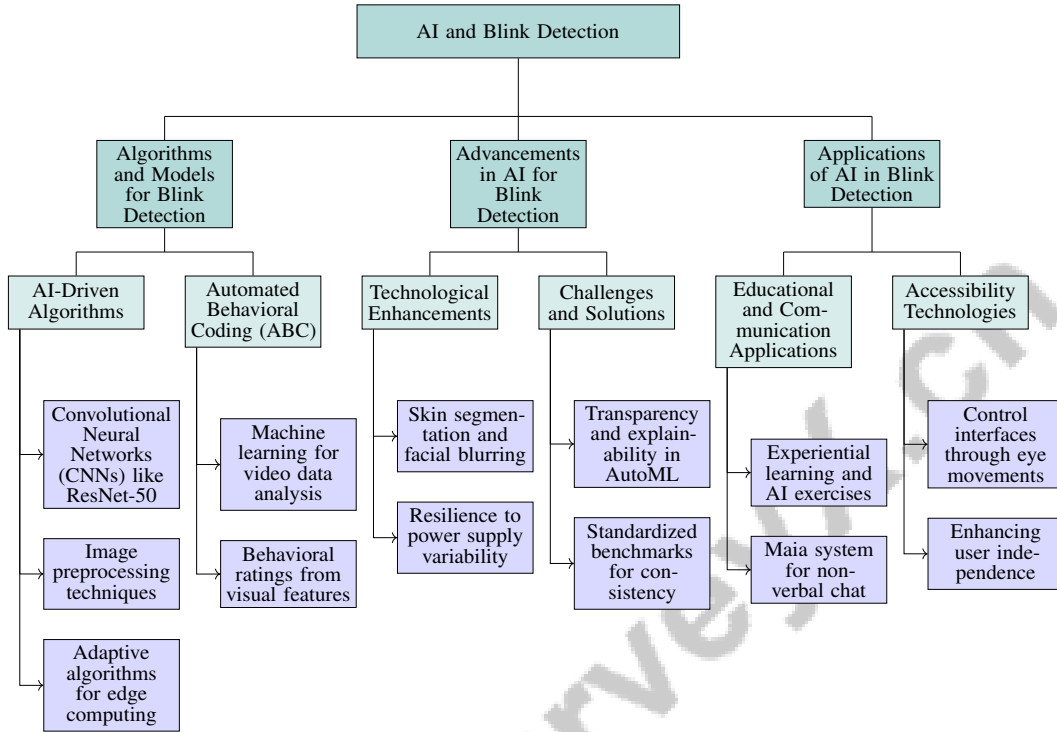 AI and Blink Detection
Algorithms
and Models
for Blink
Detection
Advancements
in AI for
Blink
Detection
Applications
of AI in Blink
Detection
AI-Driven
Algorithms
Automated
Behavioral
Coding (ABC)
Technological
Enhancements
Challenges
and Solutions
Educational
and Com-
munication
Applications
Accessibility
Technologies
Convolutional
Neural
Networks
(CNNs) like
ResNet-50
Machine
learning for
video data
analysis
Skin segmen-
tation and
facial blurring
Transparency
and explain-
ability in
AutoML
Experiential
learning and
AI exercises
Control
interfaces
through eye
movements
Image
preprocessing
techniques
Behavioral
ratings from
visual features
Resilience to
power supply
variability
Standardized
benchmarks
for con-
sistency
Maia system
for non-
verbal chat
Enhancing
user inde-
pendence
Adaptive
algorithms
for edge
computing